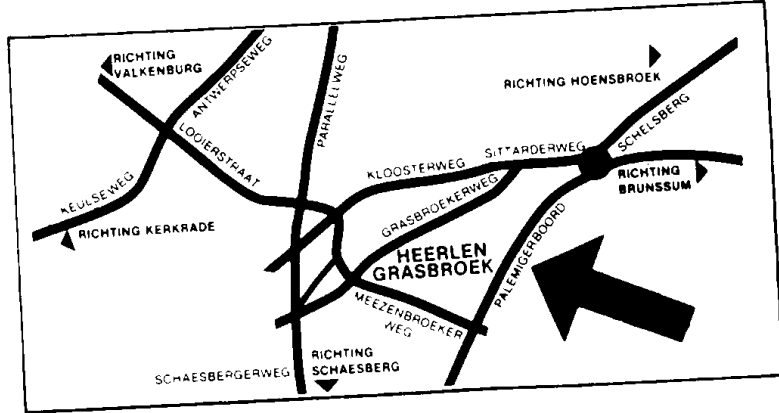 RICHTING
VALKENBURG
ANTWERPSEWEG
PARALLELWEG
RICHTING HOENSBROEK
SCHELSBERG
LOOIERSTRAAT
SITTARDERWEG
KLOOSTERWEG
RICHTING
BRUNSSUM
KEULSEWEG
RICHTING KERKRADE
GRASBROEKERWEG
HEERLEN
GRASBROEK
PALEMIGERBOORD
MEEZENBROEKER
WEG
SCHAESBERGERWEG
RICHTING
SCHAESBERG